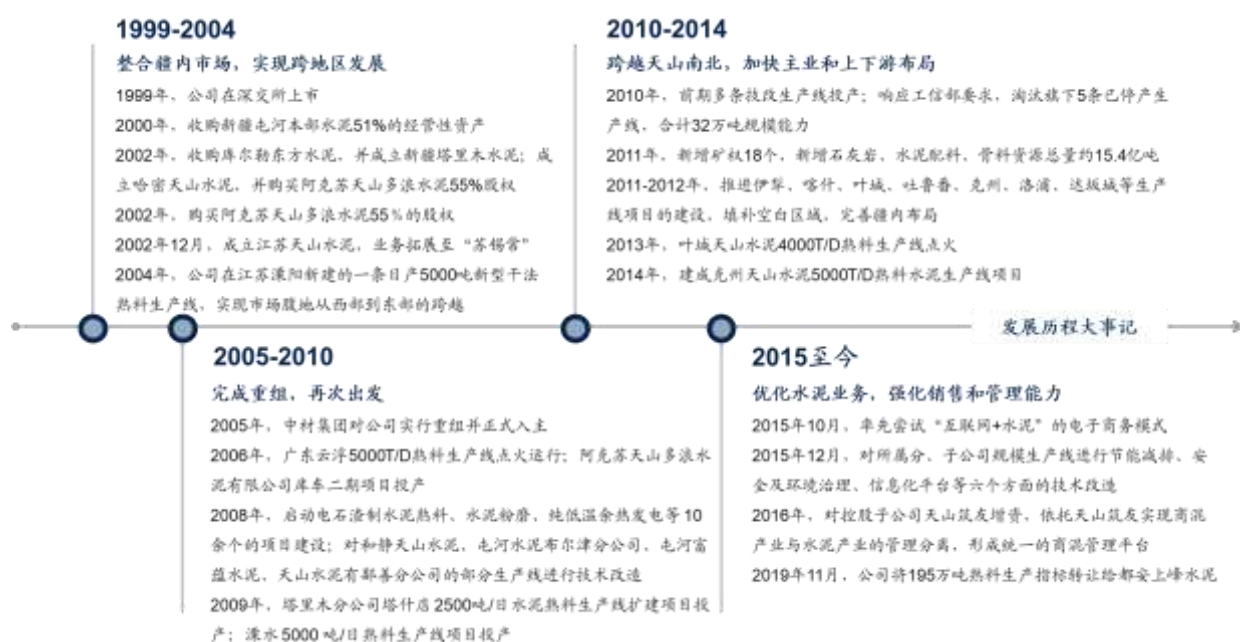 1999-2004
整合疆内市场，实现跨地区发展
1999年，公司在深交所上市
2000年，收购新疆屯河本部水泥51%的经营性资产
2002年，收购库尔勒东方水泥，并成立新疆塔里木水泥；成
立哈密天山水泥，并购买阿克苏天山多浪水泥55%股权
2002年，购买阿克苏天山多浪水泥55%的股权
2002年12月，成立江苏天山水泥，业务拓展至“苏锡常”
2004年，公司在江苏溧阳新建的一条日产5000吨新型干法
熟料生产线，实现市场腹地从西部到东部的跨越
2010-2014
跨越天山南北，加快主业和上下游布局
2010年，前期多条技改生产线投产；响应工信部要求，淘汰旗下5条已停产生
产线，合计32万吨规模能力
2011年，新增矿权18个，新增石灰岩、水泥配料、骨料资源总量约15.4亿吨
2011-2012年，推进伊犁、喀什、叶城、吐鲁番、克州、洛浦、达坂城等生产
线项目的建设，填补空白区域，完善疆内布局
2013年，叶城天山水泥4000T/D熟料生产线点火
2014年，建成克州天山水泥5000T/D熟料水泥生产线项目
发展历程大事记
2005-2010
完成重组，再次出发
2005年，中材集团对公司实行重组并正式入主
2006年，广东云浮5000T/D熟料生产线点火运行；阿克苏天山多浪水
泥有限公司库车二期项目投产
2008年，启动电石渣制水泥熟料、水泥粉磨、纯低温余热发电等10
余个的项目建设；对和静天山水泥，屯河水泥布尔津分公司、屯河富
蕴水泥，天山水泥有鄯善分公司的部分生产线进行技术改造
2009年，塔里木分公司塔什店2500吨/日水泥熟料生产线扩建项目投
产；溧水5000吨/日熟料生产线项目投产
2015至今
优化水泥业务，强化销售和管理能力
2015年10月，率先尝试“互联网+水泥”的电子商务模式
2015年12月，对所属分、子公司规模生产线进行节能减排、安
全及环境治理、信息化平台等六个方面的技术改造
2016年，对控股子公司天山筑友增资，依托天山筑友实现商混
产业与水泥产业的管理分离，形成统一的商混管理平台
2019年11月，公司将195万吨熟料生产指标转让给都安上峰水泥